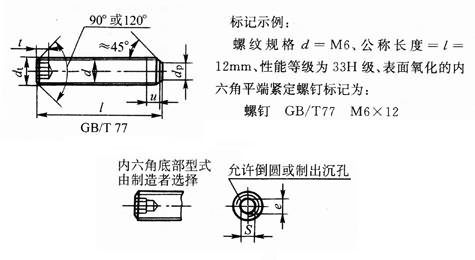 90°或120°
≈45°
t
dt
d
dp
u
l
GB/T 77
标记示例:
螺纹规格 d = M6、公称长度 = l =
12mm、性能等级为33H 级、表面氧化的内
六角平端紧定螺钉标记为:
螺钉 GB/T77 M6×12
内六角底部型式
由制造者选择
允许倒圆或制出沉孔
e
S